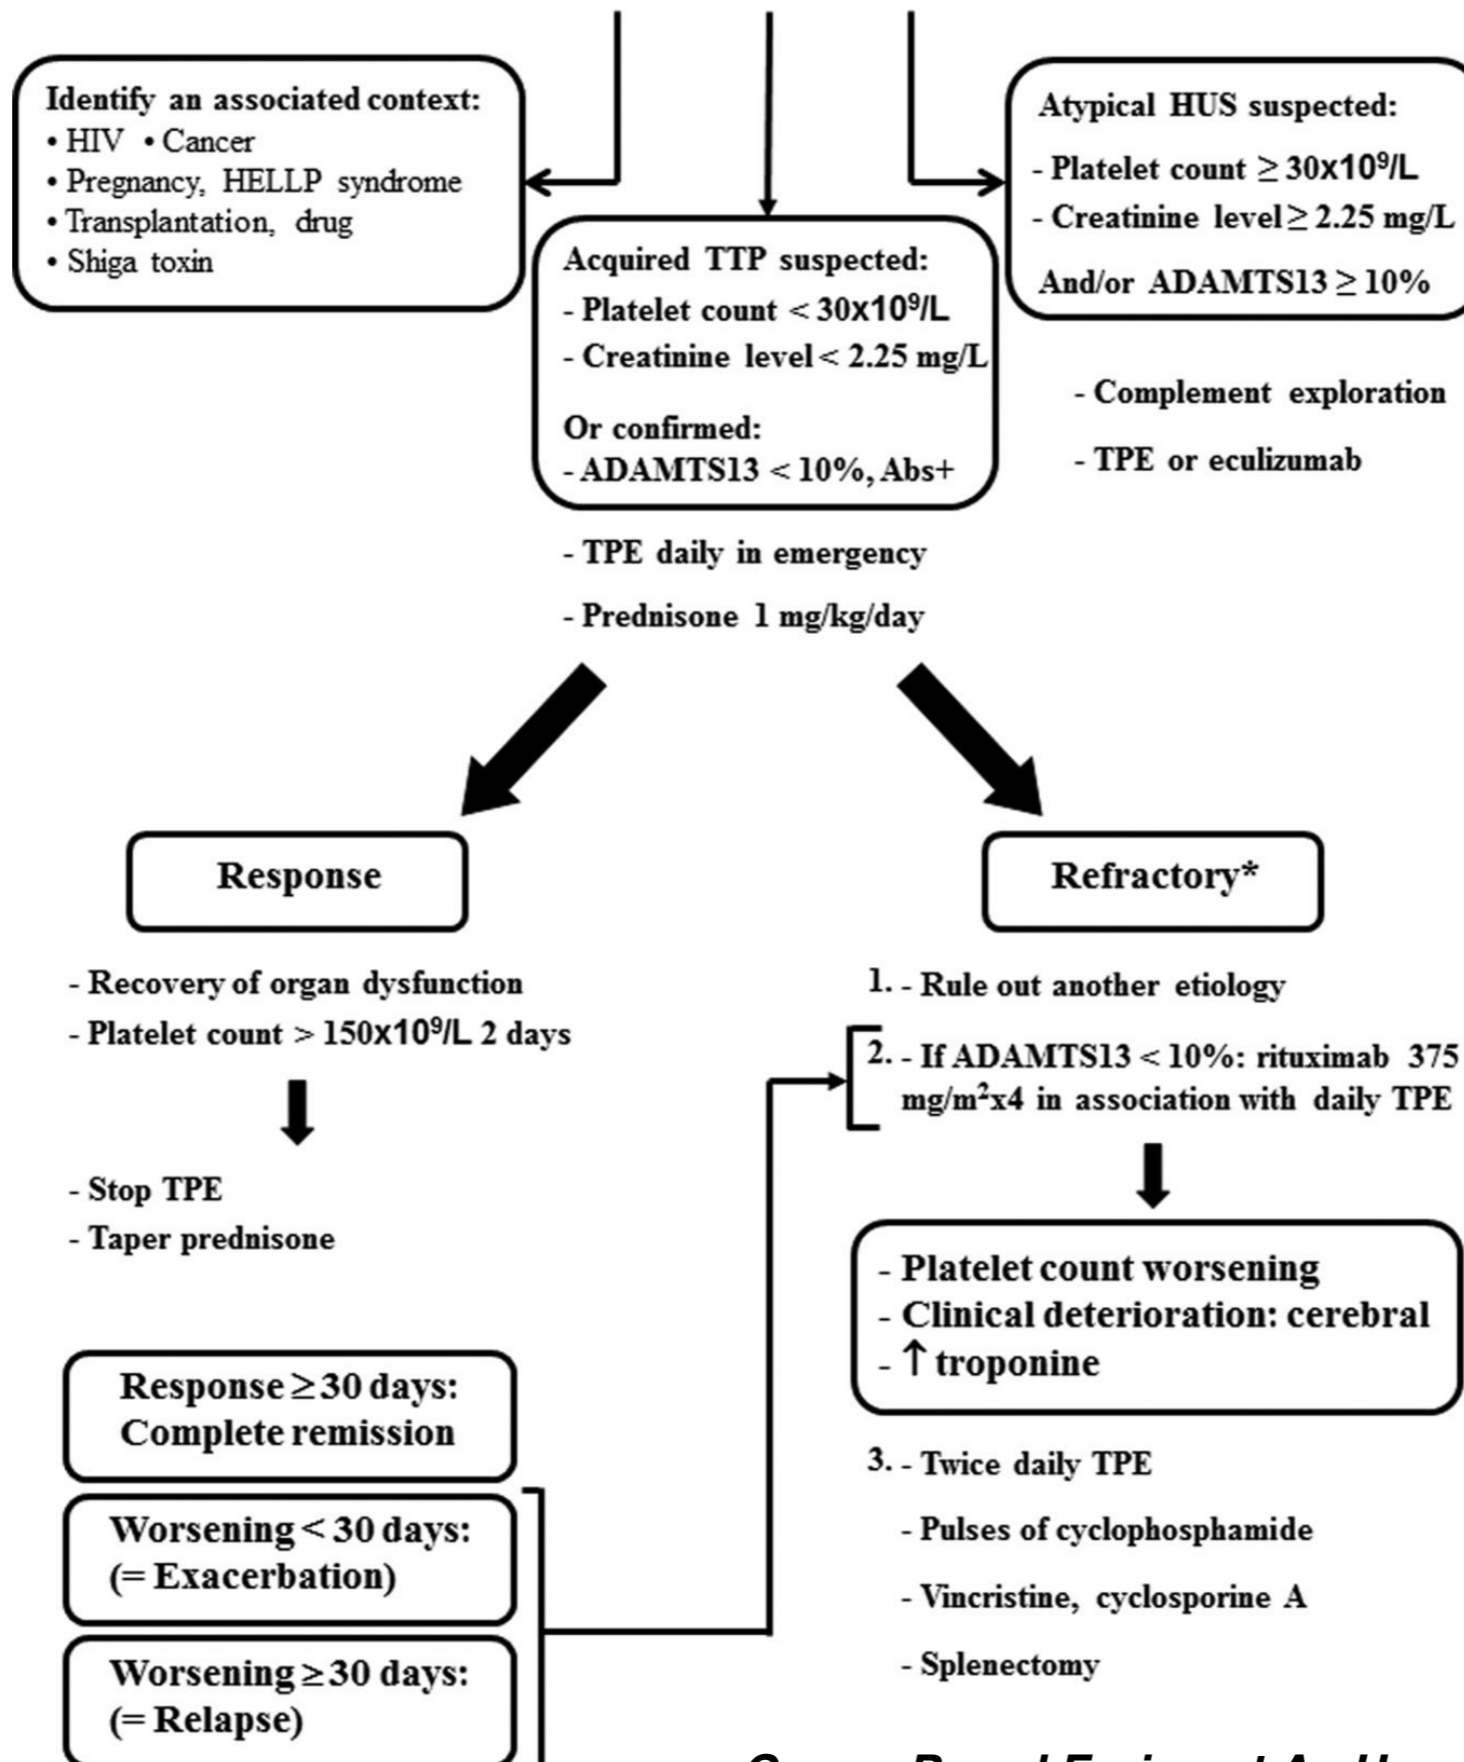 Identify an associated context:
• HIV • Cancer
• Pregnancy, HELLP syndrome
• Transplantation, drug
• Shiga toxin
Acquired TTP suspected:
- Platelet count < 30x10⁹/L
- Creatinine level < 2.25 mg/L
Or confirmed:
- ADAMTS13 < 10%, Abs+
Atypical HUS suspected:
- Platelet count ≥ 30x10⁹/L
- Creatinine level ≥ 2.25 mg/L
And/or ADAMTS13 ≥ 10%
- Complement exploration
- TPE or eculizumab
- TPE daily in emergency
- Prednisone 1 mg/kg/day
Response
- Recovery of organ dysfunction
- Platelet count > 150x10⁹/L 2 days
- Stop TPE
- Taper prednisone
Response ≥ 30 days:
Complete remission
Worsening < 30 days:
(= Exacerbation)
Worsening ≥ 30 days:
(= Relapse)
Refractory*
1. - Rule out another etiology
2. - If ADAMTS13 < 10%: rituximab 375
mg/m²x4 in association with daily TPE
- Platelet count worsening
- Clinical deterioration: cerebral
- ↑ troponine
3. - Twice daily TPE
- Pulses of cyclophosphamide
- Vincristine, cyclosporine A
- Splenectomy